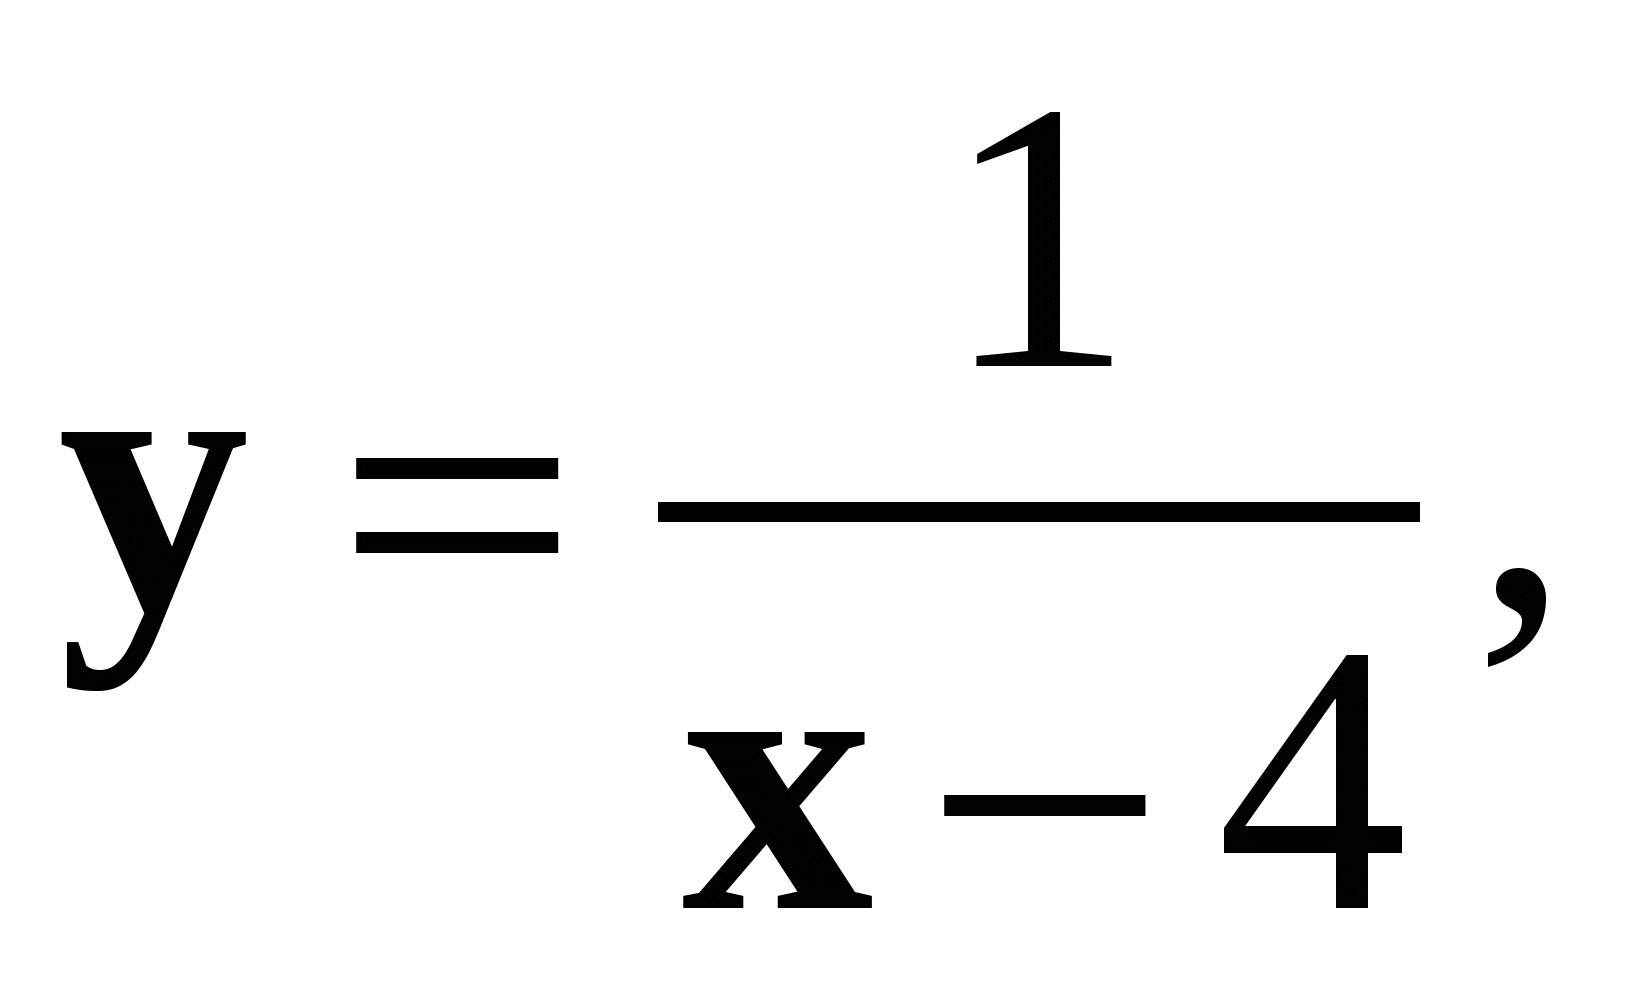 y = 1/(x − 4),